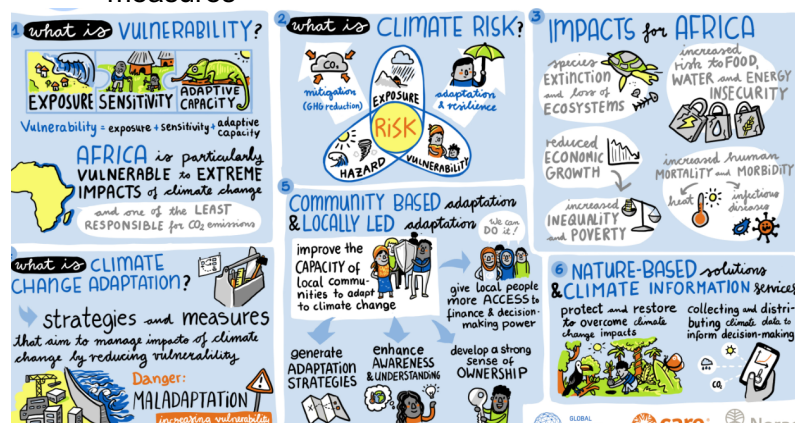 measures
1 what is VULNERABILITY?
EXPOSURE SENSITIVITY ADAPTIVE
CAPACITY
Vulnerability = exposure + sensitivity + adaptive
capacity
AFRICA is particularly
VULNERABLE to EXTREME
IMPACTS of climate change
and one of the LEAST
RESPONSIBLE for CO₂ emissions
2 what is CLIMATE RISK?
CO₂
mitigation
(GHG reduction)
EXPOSURE
adaptation
& resilience
RiSK
HAZARD
VULNERABILITY
3 IMPACTS for AFRICA
species
EXTINCTION
and loss of
ECOSYSTEMS
increased
risk to FOOD,
WATER and ENERGY
INSECURITY
reduced
ECONOMIC
GROWTH
increased human
MORTALITY and MORBIDITY
heat
infectious
diseases
increased
INEQUALITY
and POVERTY
what is CLIMATE
CHANGE ADAPTATION?
strategies and measures
that aim to manage impacts of climate
change by reducing vulnerability
Danger:
MALADAPTATION
increasing vulnerability
5
COMMUNITY BASED adaptation
& LOCALLY LED adaptation
we can
DO it!
improve the
CAPACITY of
local commu-
nities to adapt
to climate change
give local people
more ACCESS to
finance & decision-
making power
generate
ADAPTATION
STRATEGIES
enhance
AWARENESS
& UNDERSTANDING
develop a strong
sense of
OWNERSHIP
6 NATURE-BASED solutions
& CLIMATE INFORMATION services
protect and restore
to overcome climate
change impacts
collecting and distri-
buting climate data to
inform decision-making
CO₂
GLOBAL
care